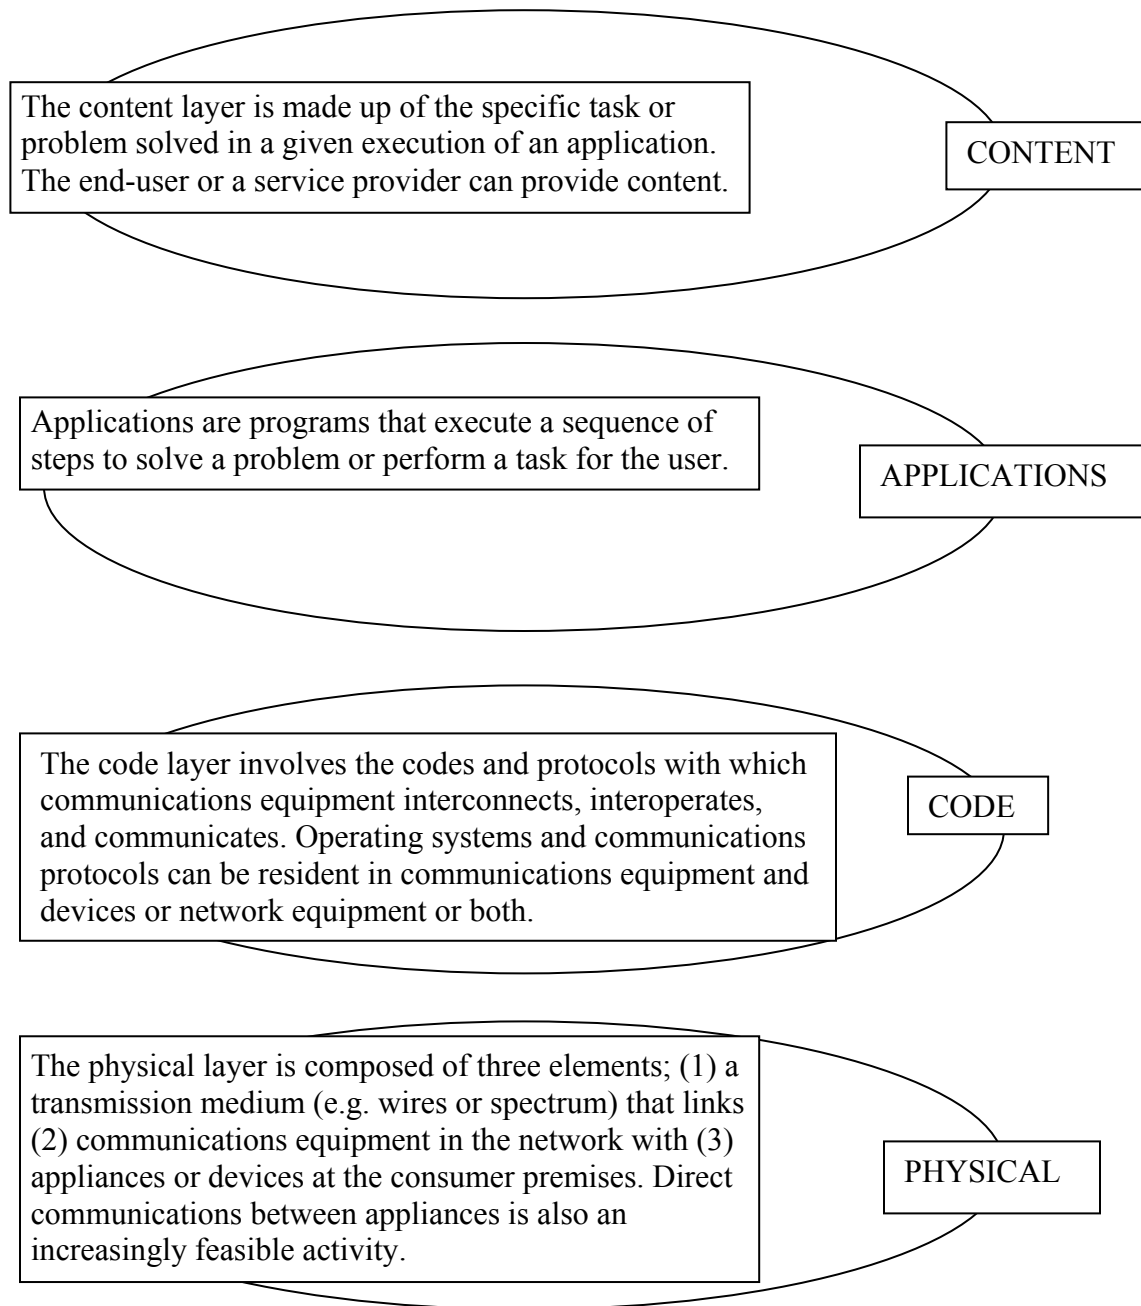 The content layer is made up of the specific task or
problem solved in a given execution of an application.
The end-user or a service provider can provide content.
CONTENT
Applications are programs that execute a sequence of
steps to solve a problem or perform a task for the user.
APPLICATIONS
The code layer involves the codes and protocols with which
communications equipment interconnects, interoperates,
and communicates. Operating systems and communications
protocols can be resident in communications equipment and
devices or network equipment or both.
CODE
The physical layer is composed of three elements; (1) a
transmission medium (e.g. wires or spectrum) that links
(2) communications equipment in the network with (3)
appliances or devices at the consumer premises. Direct
communications between appliances is also an
increasingly feasible activity.
PHYSICAL